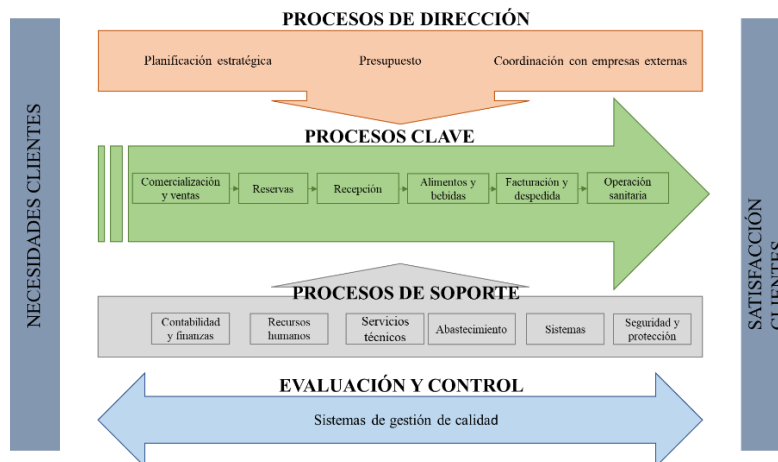 PROCESOS DE DIRECCIÓN
Planificación estratégica
Presupuesto
Coordinación con empresas externas
NECESIDADES CLIENTES
PROCESOS CLAVE
Comercialización
y ventas
Reservas
Recepción
Alimentos y
bebidas
Facturación y
despedida
Operación
sanitaria
SATISFACCIÓN
CLIENTES
PROCESOS DE SOPORTE
Contabilidad
y finanzas
Recursos
humanos
Servicios
técnicos
Abastecimiento
Sistemas
Seguridad y
protección
EVALUACIÓN Y CONTROL
Sistemas de gestión de calidad